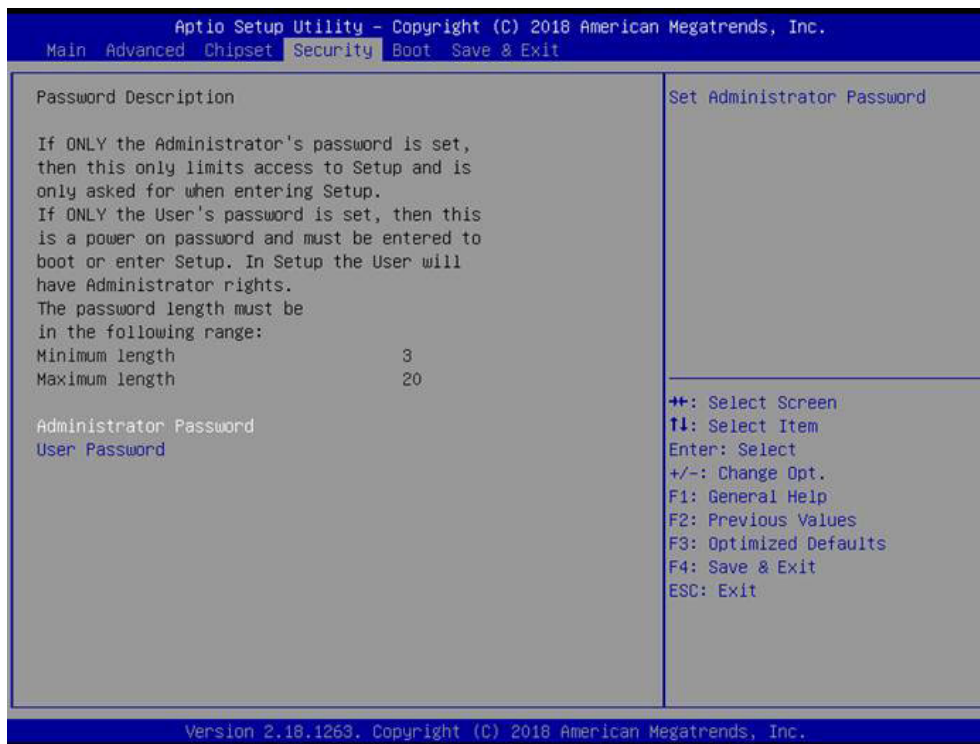 Aptio Setup Utility – Copyright (C) 2018 American Megatrends, Inc.
Main Advanced Chipset Security Boot Save & Exit
Password Description
If ONLY the Administrator's password is set,
then this only limits access to Setup and is
only asked for when entering Setup.
If ONLY the User's password is set, then this
is a power on password and must be entered to
boot or enter Setup. In Setup the User will
have Administrator rights.
The password length must be
in the following range:
Minimum length 3
Maximum length 20
Administrator Password
User Password
Set Administrator Password
→←: Select Screen
↑↓: Select Item
Enter: Select
+/-: Change Opt.
F1: General Help
F2: Previous Values
F3: Optimized Defaults
F4: Save & Exit
ESC: Exit
Version 2.18.1263. Copyright (C) 2018 American Megatrends, Inc.